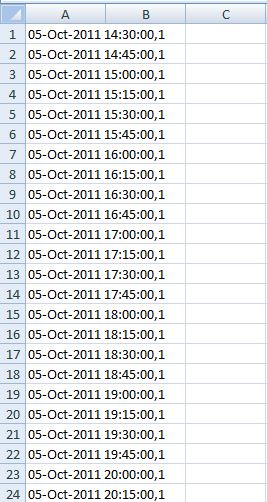 A B C
1 05-Oct-2011 14:30:00,1
2 05-Oct-2011 14:45:00,1
3 05-Oct-2011 15:00:00,1
4 05-Oct-2011 15:15:00,1
5 05-Oct-2011 15:30:00,1
6 05-Oct-2011 15:45:00,1
7 05-Oct-2011 16:00:00,1
8 05-Oct-2011 16:15:00,1
9 05-Oct-2011 16:30:00,1
10 05-Oct-2011 16:45:00,1
11 05-Oct-2011 17:00:00,1
12 05-Oct-2011 17:15:00,1
13 05-Oct-2011 17:30:00,1
14 05-Oct-2011 17:45:00,1
15 05-Oct-2011 18:00:00,1
16 05-Oct-2011 18:15:00,1
17 05-Oct-2011 18:30:00,1
18 05-Oct-2011 18:45:00,1
19 05-Oct-2011 19:00:00,1
20 05-Oct-2011 19:15:00,1
21 05-Oct-2011 19:30:00,1
22 05-Oct-2011 19:45:00,1
23 05-Oct-2011 20:00:00,1
24 05-Oct-2011 20:15:00,1